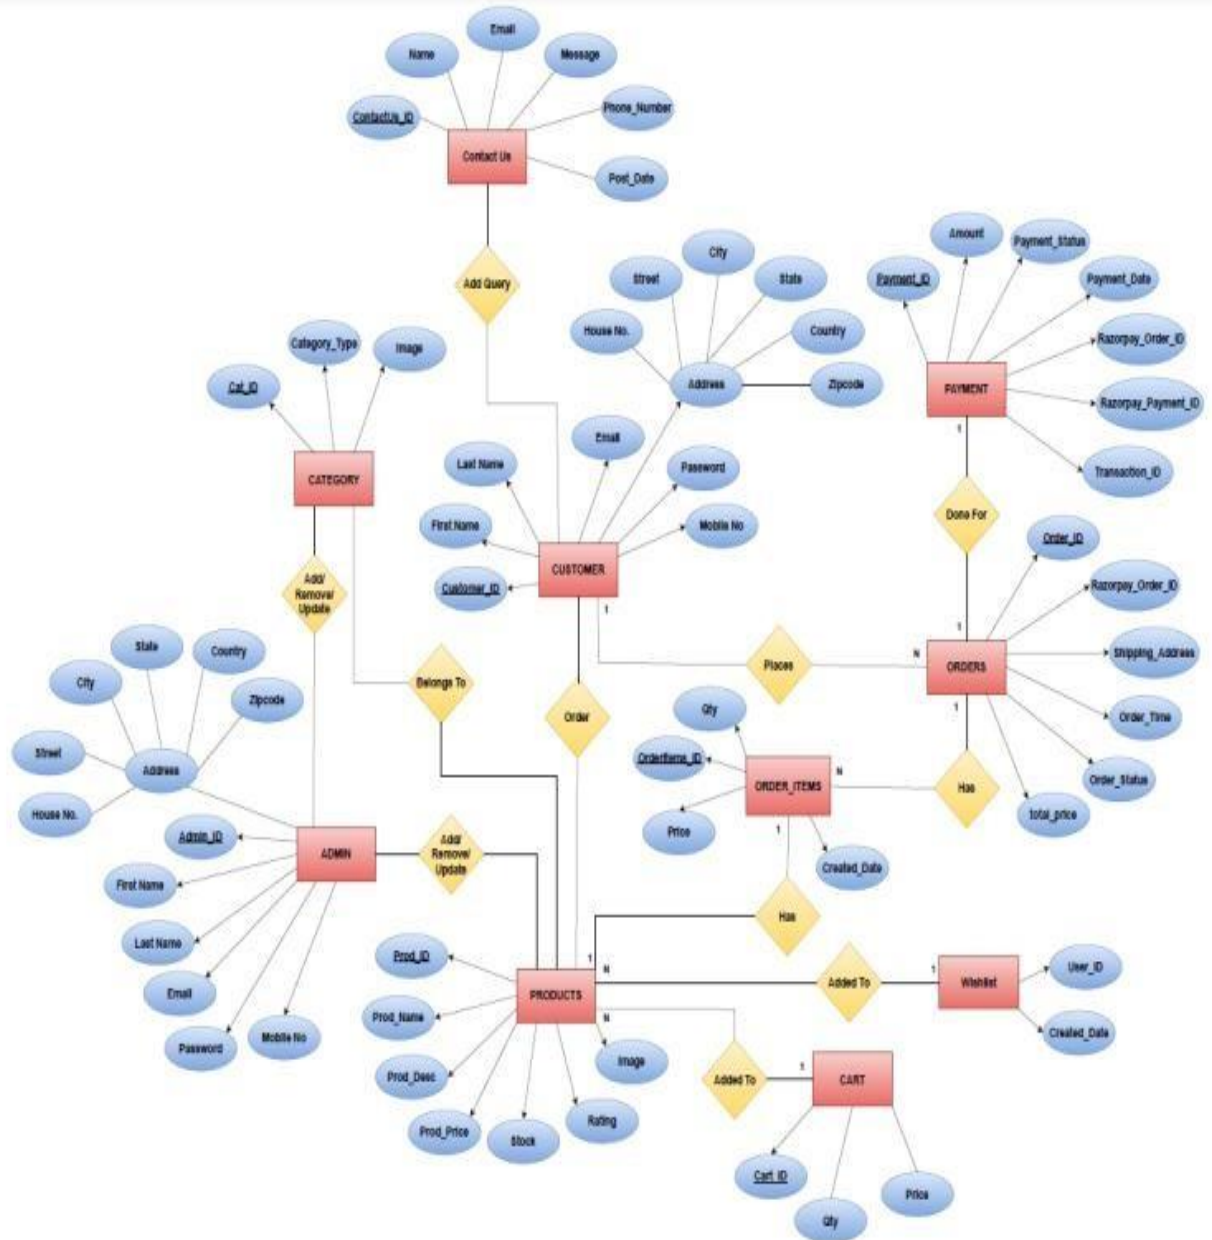 Email
Name
Message
ContactUs_ID
Phone_Number
Contact Us
Post_Date
Add Query
City
Street
State
House No.
Country
Address
Zipcode
Amount
Payment_Status
Payment_ID
Payment_Date
Razorpay_Order_ID
PAYMENT
Razorpay_Payment_ID
Transaction_ID
1
Done For
1
Category_Type
Image
Cat_ID
CATEGORY
Add/
Remove/
Update
Email
Last Name
Password
First Name
Mobile No
CUSTOMER
Customer_ID
1
Places
N
Order_ID
Razorpay_Order_ID
ORDERS
Shipping_Address
Order_Time
Order_Status
total_price
1
Has
N
Belongs To
Order
Qty
OrderItems_ID
ORDER_ITEMS
Price
Created_Date
1
Has
1
State
Country
City
Zipcode
Street
Address
House No.
Admin_ID
ADMIN
First Name
Last Name
Email
Password
Mobile No
Add/
Remove/
Update
Prod_ID
PRODUCTS
Prod_Name
Prod_Desc
Prod_Price
Stock
Rating
Image
N
Added To
1
Wishlist
User_ID
Created_Date
N
Added To
1
CART
Cart_ID
Qty
Price